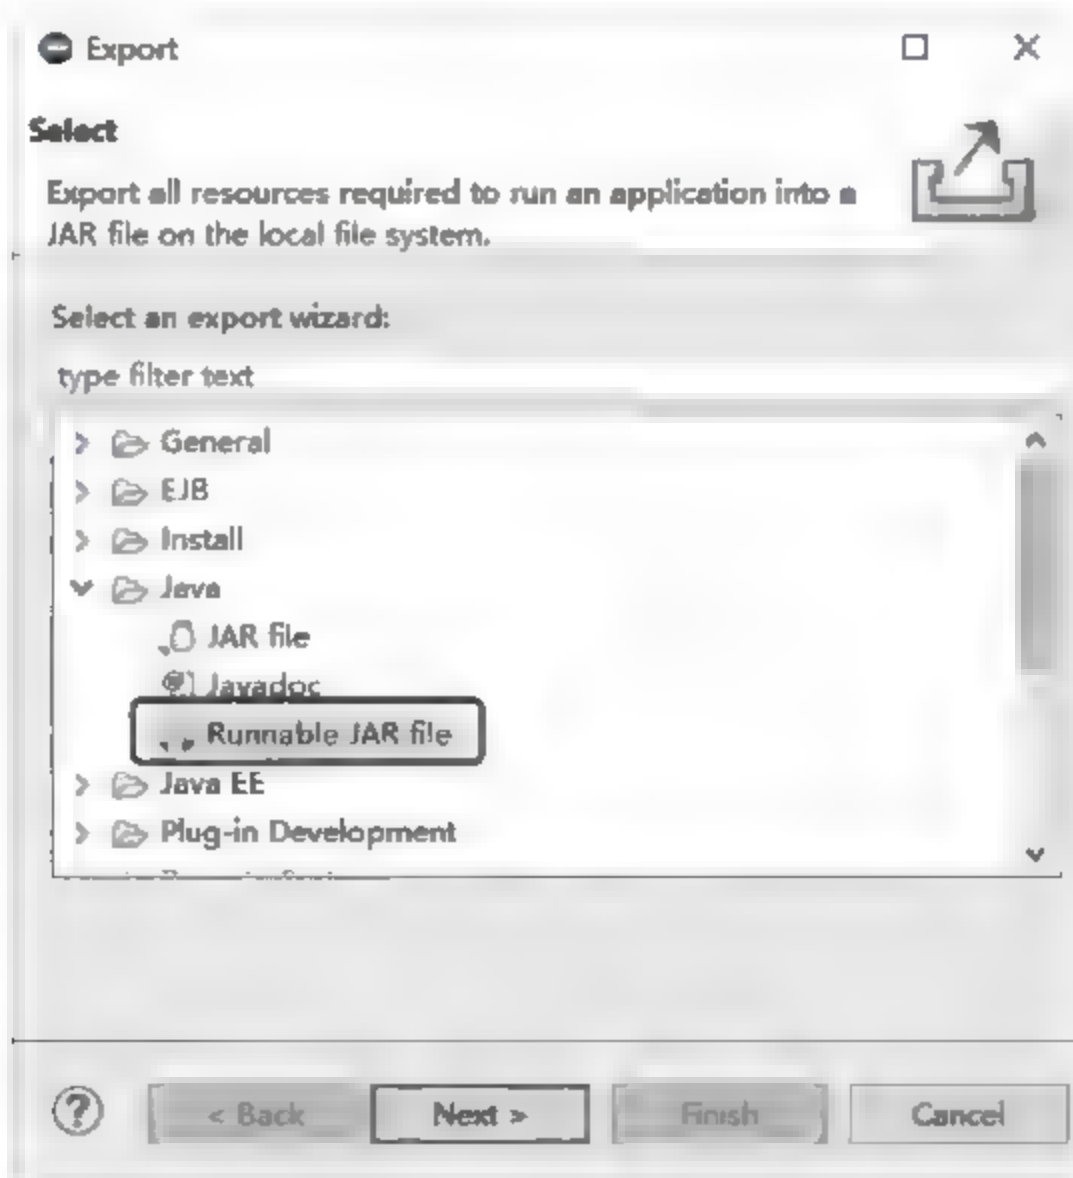 Export
Select
Export all resources required to run an application into a
JAR file on the local file system.
Select an export wizard:
type filter text
General
EJB
Install
Java
JAR file
Javadoc
Runnable JAR file
Java EE
Plug-in Development
< Back
Next >
Finish
Cancel